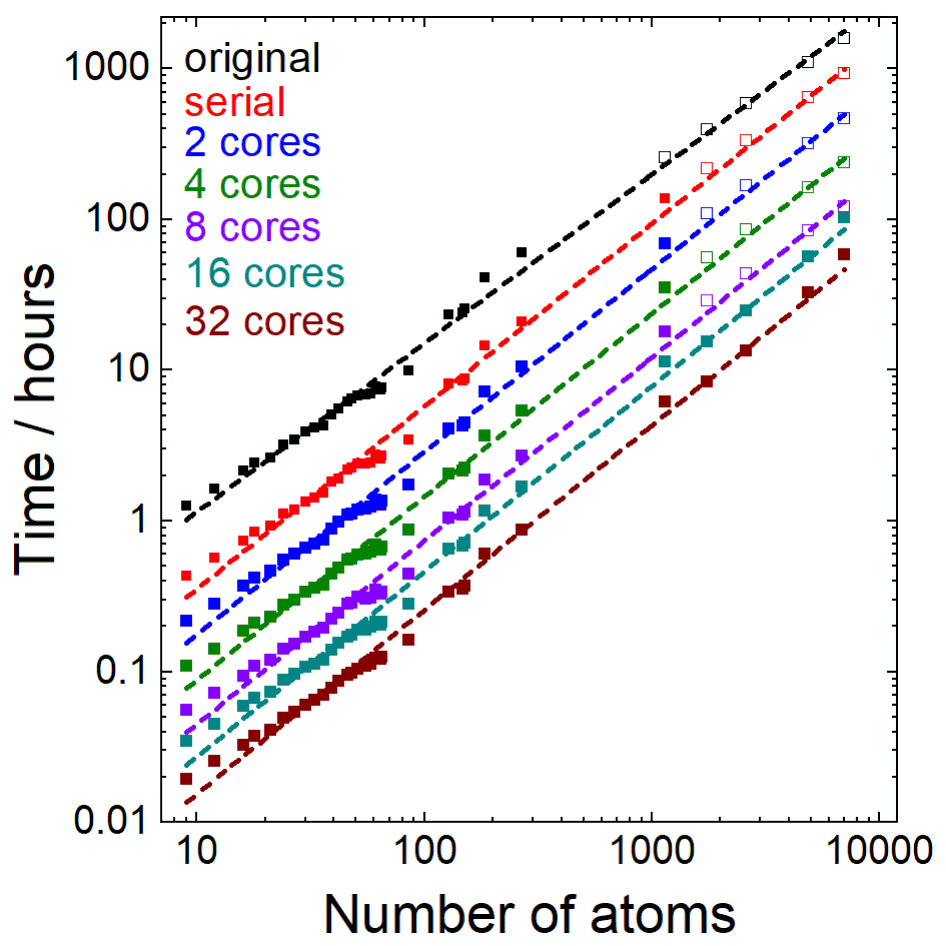 1000
100
10
1
0.1
0.01
Time / hours
original
serial
2 cores
4 cores
8 cores
16 cores
32 cores
10
100
1000
10000
Number of atoms